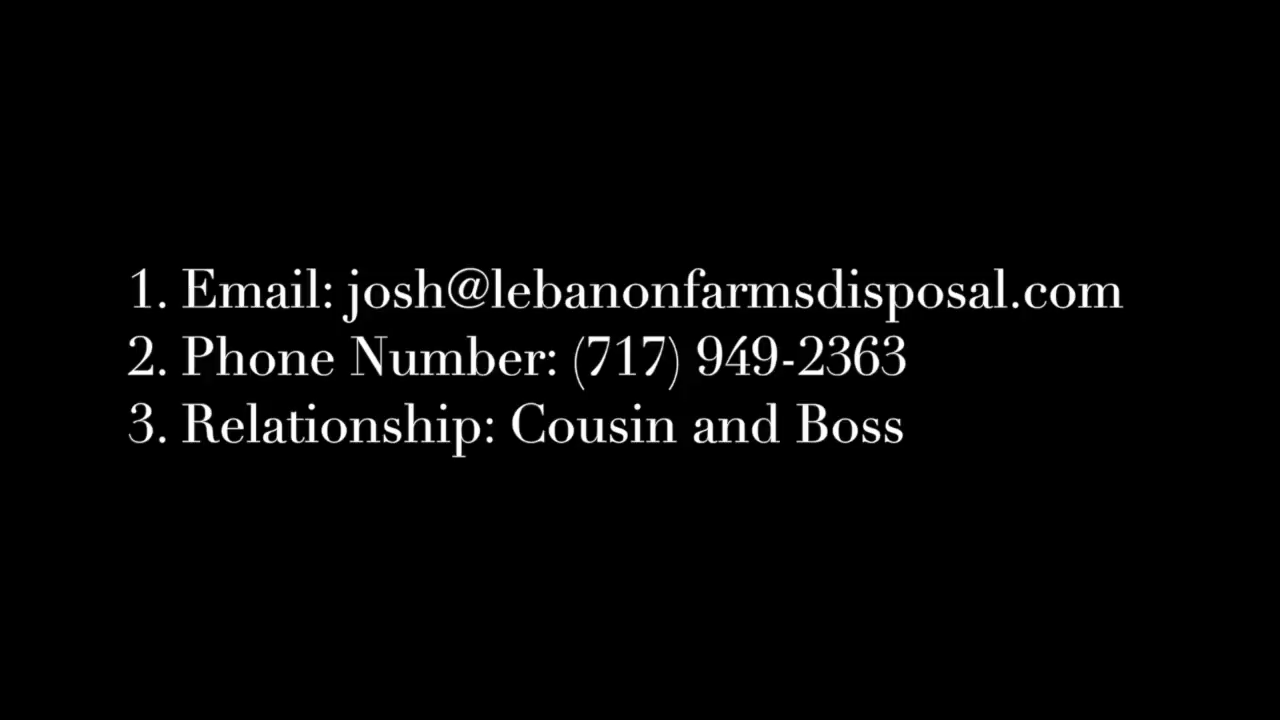 1. Email: josh@lebanonfarmsdisposal.com
2. Phone Number: (717) 949-2363
3. Relationship: Cousin and Boss